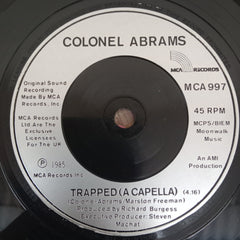 COLONEL ABRAMS
MCA RECORDS
MCA 997
Original Sound
Recording
Made By MCA
Records, Inc.
MCA Records
Ltd Are The
Exclusive
Licensees
For The UK
℗ 1985
MCA Records Inc.
45 RPM
MCPS/BIEM
Moonwalk
Music
An AMI
Production
TRAPPED (A CAPELLA) (4:16)
(Colonel Abrams/Marston Freeman)
Produced by Richard Burgess
Executive Producer: Steven
Machat